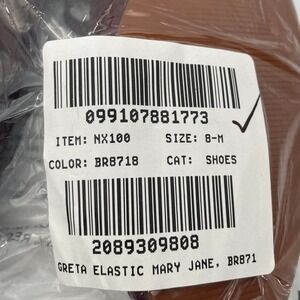 099107881773
ITEM: NX100 SIZE: 8-M
COLOR: BR8718 CAT: SHOES
2089309808
GRETA ELASTIC MARY JANE, BR871